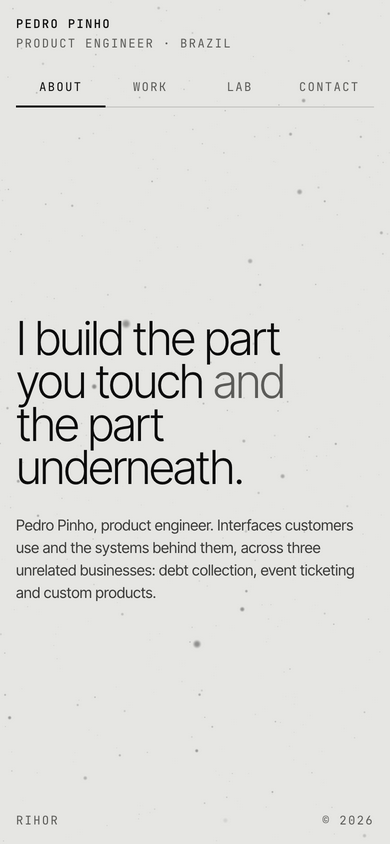 PEDRO PINHO
PRODUCT ENGINEER · BRAZIL
ABOUT WORK LAB CONTACT
I build the part
you touch and
the part
underneath.
Pedro Pinho, product engineer. Interfaces customers
use and the systems behind them, across three
unrelated businesses: debt collection, event ticketing
and custom products.
RIHOR © 2026